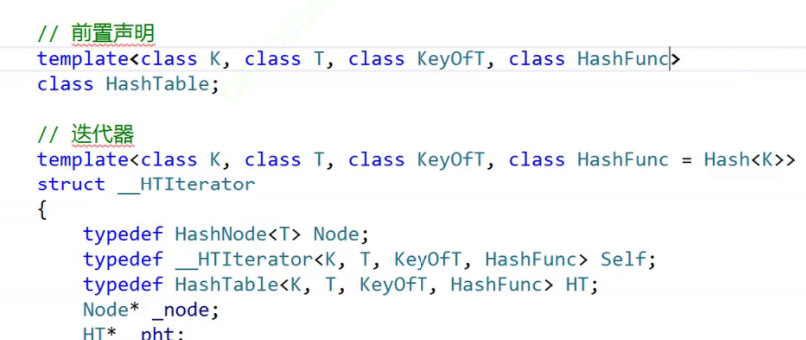 // 前置声明
template<class K, class T, class KeyOfT, class HashFunc>
class HashTable;
// 迭代器
template<class K, class T, class KeyOfT, class HashFunc = Hash<K>>
struct __HTIterator
{
typedef HashNode<T> Node;
typedef __HTIterator<K, T, KeyOfT, HashFunc> Self;
typedef HashTable<K, T, KeyOfT, HashFunc> HT;
Node* _node;
HT* _pht;